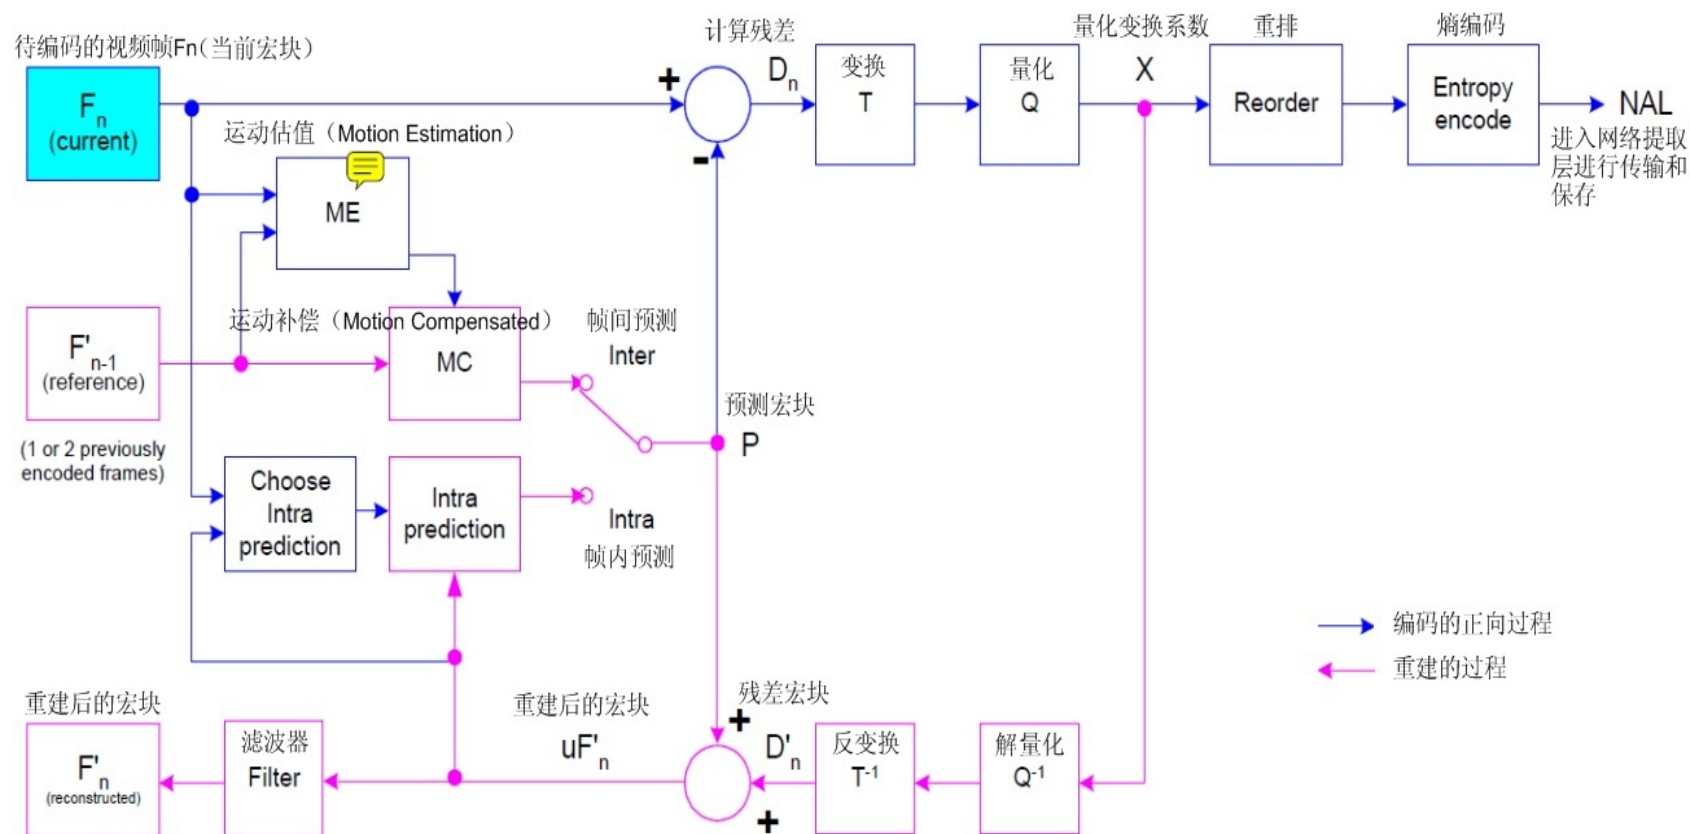 待编码的视频帧Fn(当前宏块)
Fn
(current)
运动估值（Motion Estimation）
ME
计算残差
+
-
Dn
变换
T
量化
Q
量化变换系数
X
重排
Reorder
熵编码
Entropy
encode
NAL
进入网络提取
层进行传输和
保存
F'n-1
(reference)
(1 or 2 previously
encoded frames)
运动补偿（Motion Compensated）
MC
帧间预测
Inter
预测宏块
P
Choose
Intra
prediction
Intra
prediction
Intra
帧内预测
编码的正向过程
重建的过程
重建后的宏块
F'n
(reconstructed)
滤波器
Filter
重建后的宏块
uF'n
残差宏块
+
D'n
+
反变换
T-1
解量化
Q-1